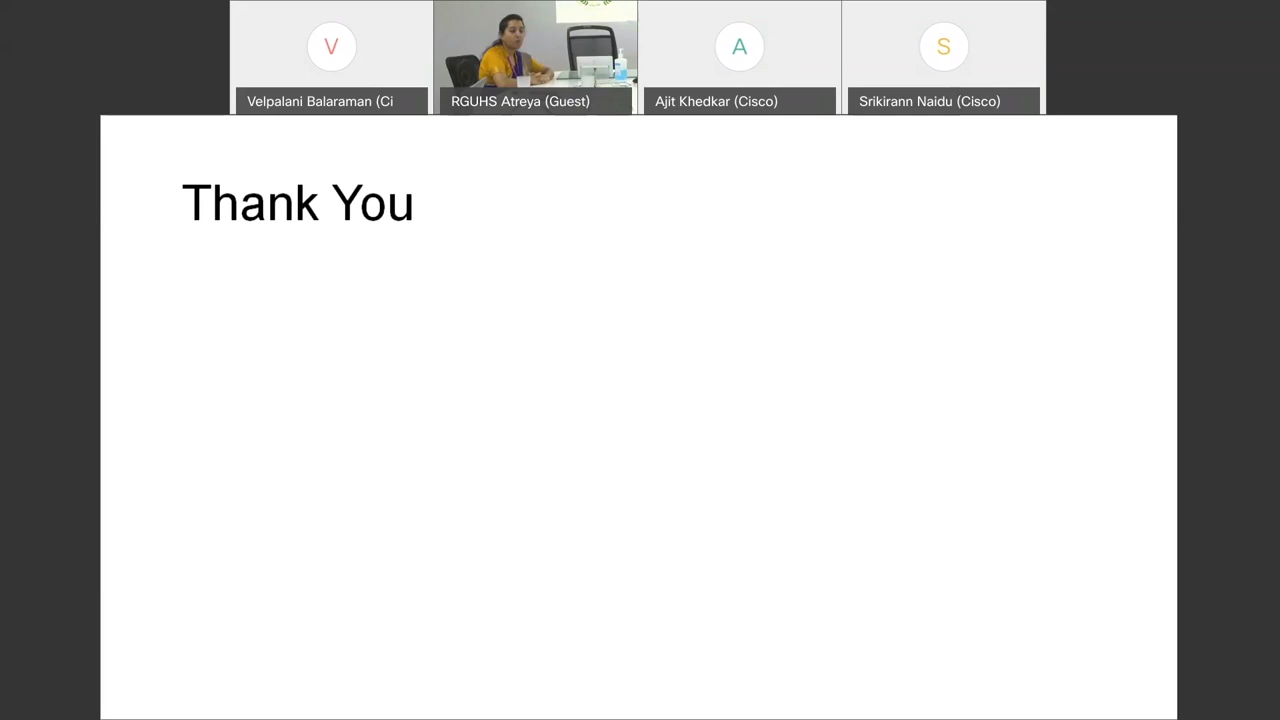 V
A
S
Velpalani Balaraman (Ci
RGUHS Atreya (Guest)
Ajit Khedkar (Cisco)
Srikirann Naidu (Cisco)
Thank You